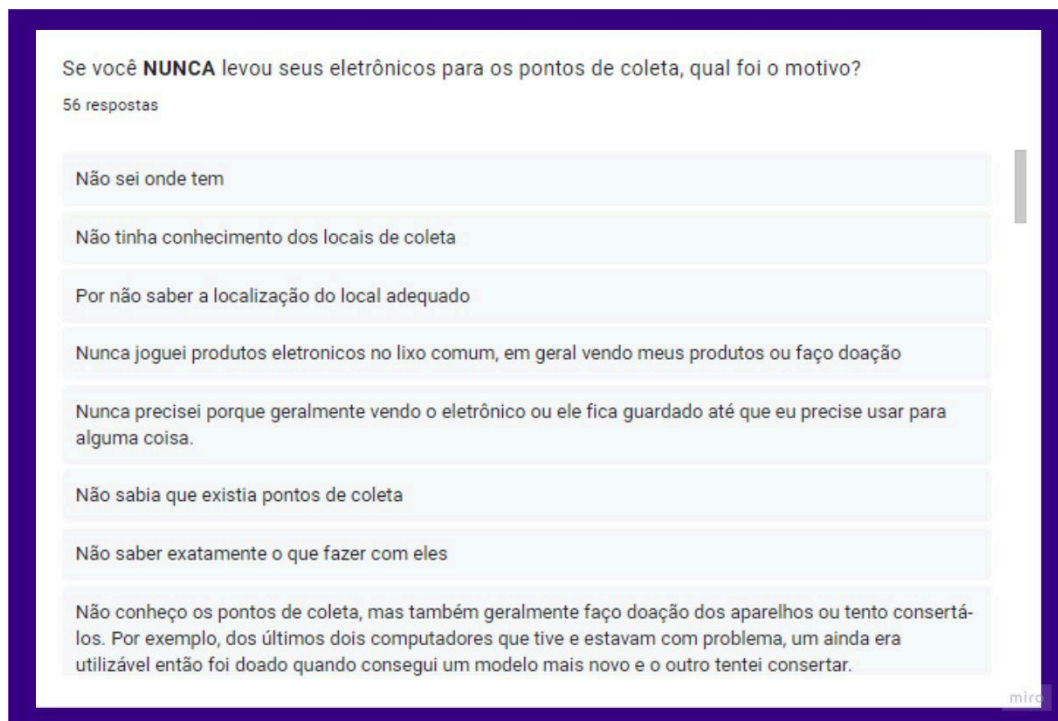 Se você NUNCA levou seus eletrônicos para os pontos de coleta, qual foi o motivo?
56 respostas
Não sei onde tem
Não tinha conhecimento dos locais de coleta
Por não saber a localização do local adequado
Nunca joguei produtos eletronicos no lixo comum, em geral vendo meus produtos ou faço doação
Nunca precisei porque geralmente vendo o eletrônico ou ele fica guardado até que eu precise usar para
alguma coisa.
Não sabia que existia pontos de coleta
Não saber exatamente o que fazer com eles
Não conheço os pontos de coleta, mas também geralmente faço doação dos aparelhos ou tento consertá-
los. Por exemplo, dos últimos dois computadores que tive e estavam com problema, um ainda era
utilizável então foi doado quando consegui um modelo mais novo e o outro tentei consertar.
miro